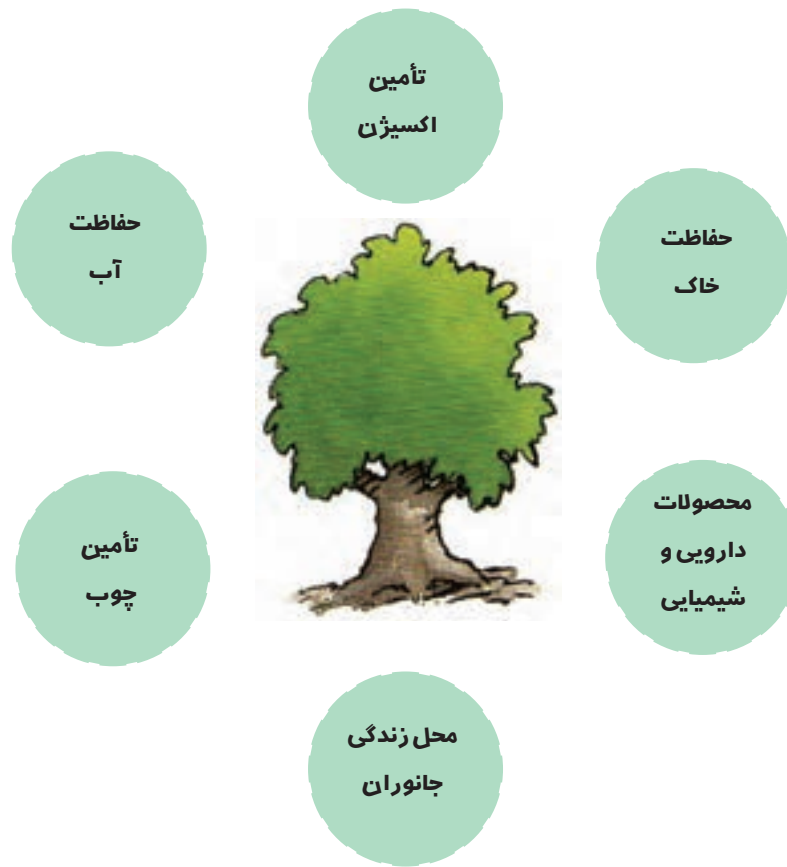 تأمین
اکسیژن
حفاظت
خاک
حفاظت
آب
محصولات
دارویی و
شیمیایی
تأمین
چوب
محل زندگی
جانوران